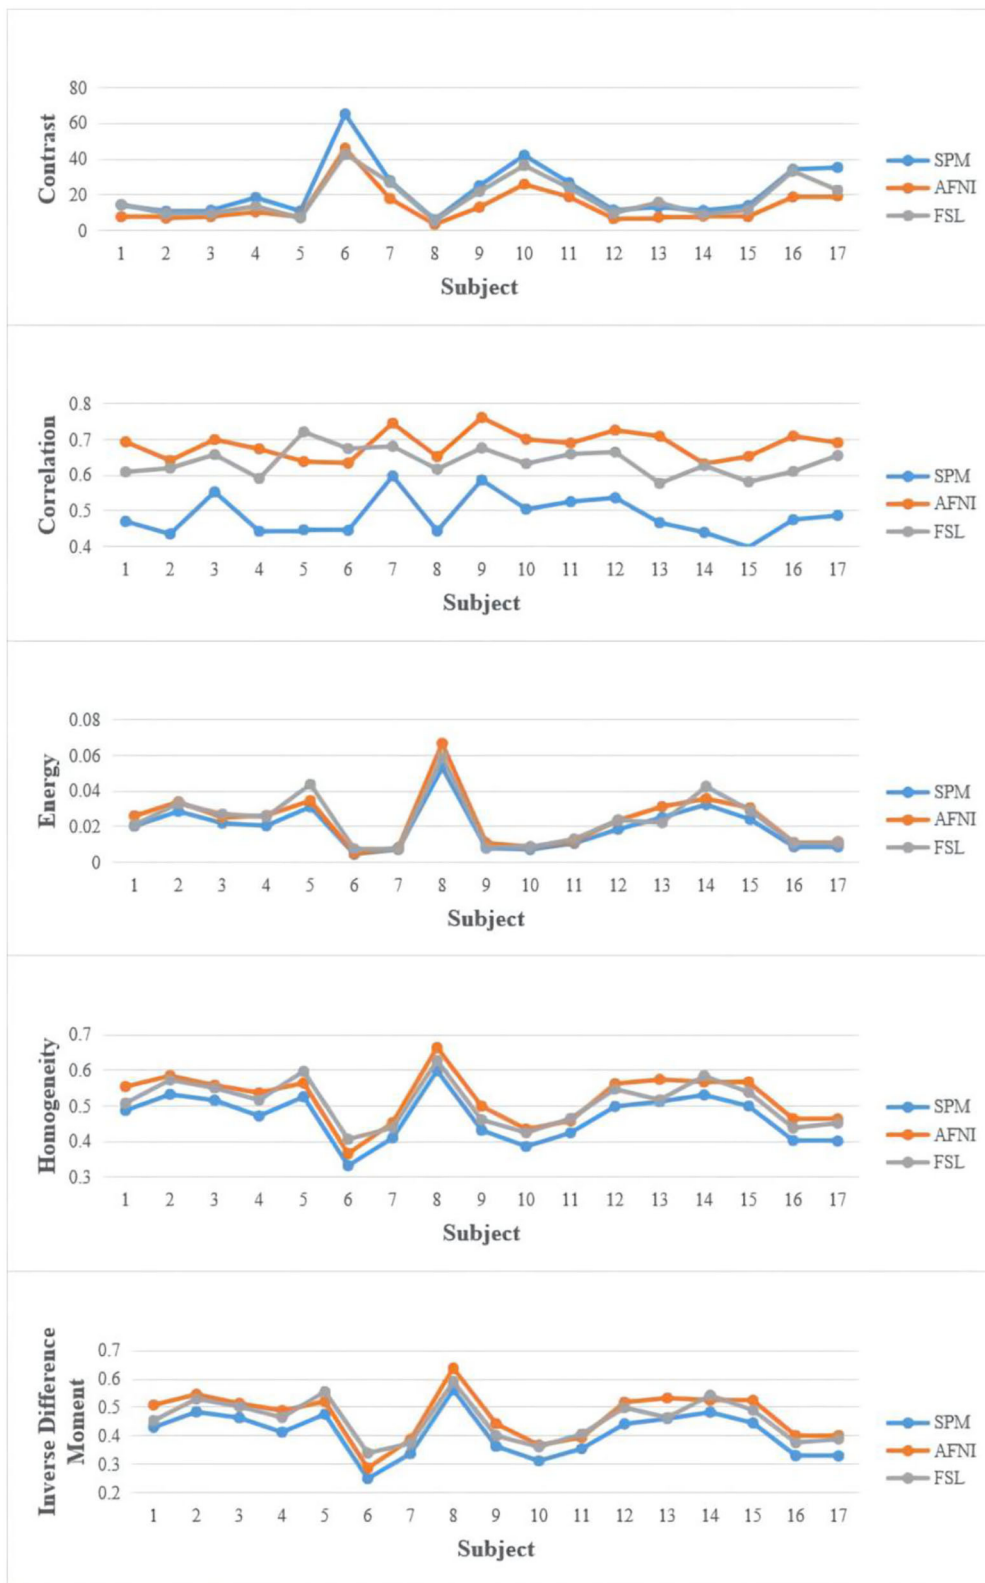 80
60
40
20
0
Contrast
1 2 3 4 5 6 7 8 9 10 11 12 13 14 15 16 17
Subject
SPM
AFNI
FSL
0.8
0.7
0.6
0.5
0.4
Correlation
1 2 3 4 5 6 7 8 9 10 11 12 13 14 15 16 17
Subject
SPM
AFNI
FSL
0.08
0.06
0.04
0.02
0
Energy
1 2 3 4 5 6 7 8 9 10 11 12 13 14 15 16 17
Subject
SPM
AFNI
FSL
0.7
0.6
0.5
0.4
0.3
Homogeneity
1 2 3 4 5 6 7 8 9 10 11 12 13 14 15 16 17
Subject
SPM
AFNI
FSL
0.7
0.6
0.5
0.4
0.3
0.2
Inverse Difference
Moment
1 2 3 4 5 6 7 8 9 10 11 12 13 14 15 16 17
Subject
SPM
AFNI
FSL